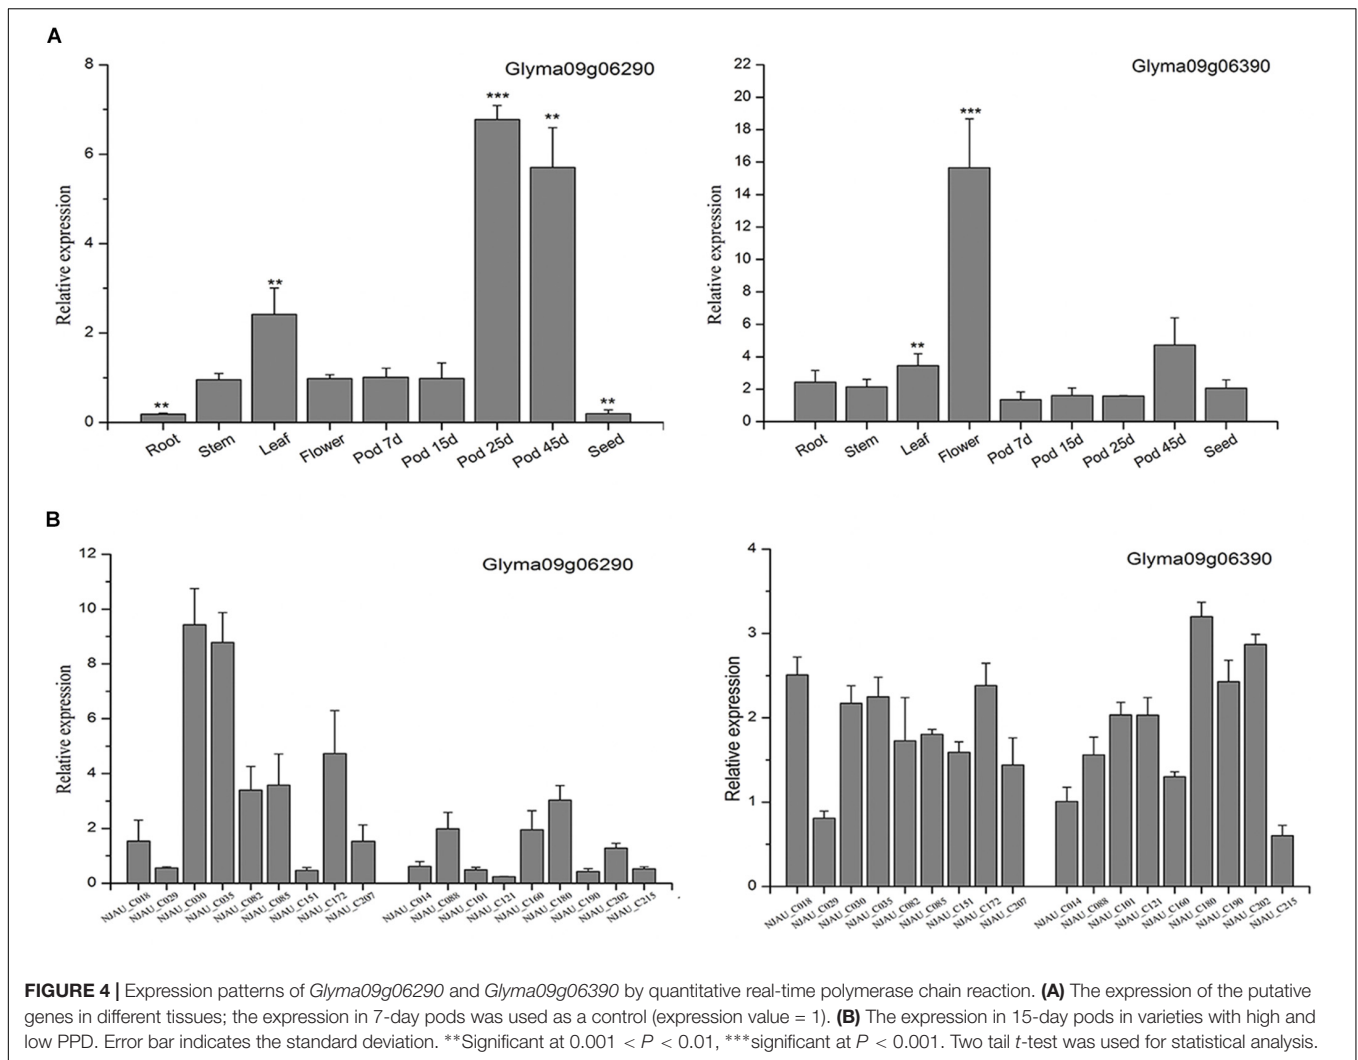 A
Glyma09g06290
Relative expression
8
6
4
2
0
**
**
***
**
**
Root Stem Leaf Flower Pod 7d Pod 15d Pod 25d Pod 45d Seed
Glyma09g06390
Relative expression
22
20
18
16
14
12
10
8
6
4
2
0
**
***
Root Stem Leaf Flower Pod 7d Pod 15d Pod 25d Pod 45d Seed
B
Glyma09g06290
Relative expression
12
10
8
6
4
2
0
NJAU_C018 NJAU_C029 NJAU_C030 NJAU_C035 NJAU_C082 NJAU_C085 NJAU_C151 NJAU_C172 NJAU_C207 NJAU_C014 NJAU_C088 NJAU_C101 NJAU_C121 NJAU_C160 NJAU_C180 NJAU_C190 NJAU_C202 NJAU_C215
Glyma09g06390
Relative expression
4
3
2
1
0
NJAU_C018 NJAU_C029 NJAU_C030 NJAU_C035 NJAU_C082 NJAU_C085 NJAU_C151 NJAU_C172 NJAU_C207 NJAU_C014 NJAU_C088 NJAU_C101 NJAU_C121 NJAU_C160 NJAU_C180 NJAU_C190 NJAU_C202 NJAU_C215
FIGURE 4 | Expression patterns of Glyma09g06290 and Glyma09g06390 by quantitative real-time polymerase chain reaction. (A) The expression of the putative
genes in different tissues; the expression in 7-day pods was used as a control (expression value = 1). (B) The expression in 15-day pods in varieties with high and
low PPD. Error bar indicates the standard deviation. **Significant at 0.001 < P < 0.01, ***significant at P < 0.001. Two tail t-test was used for statistical analysis.